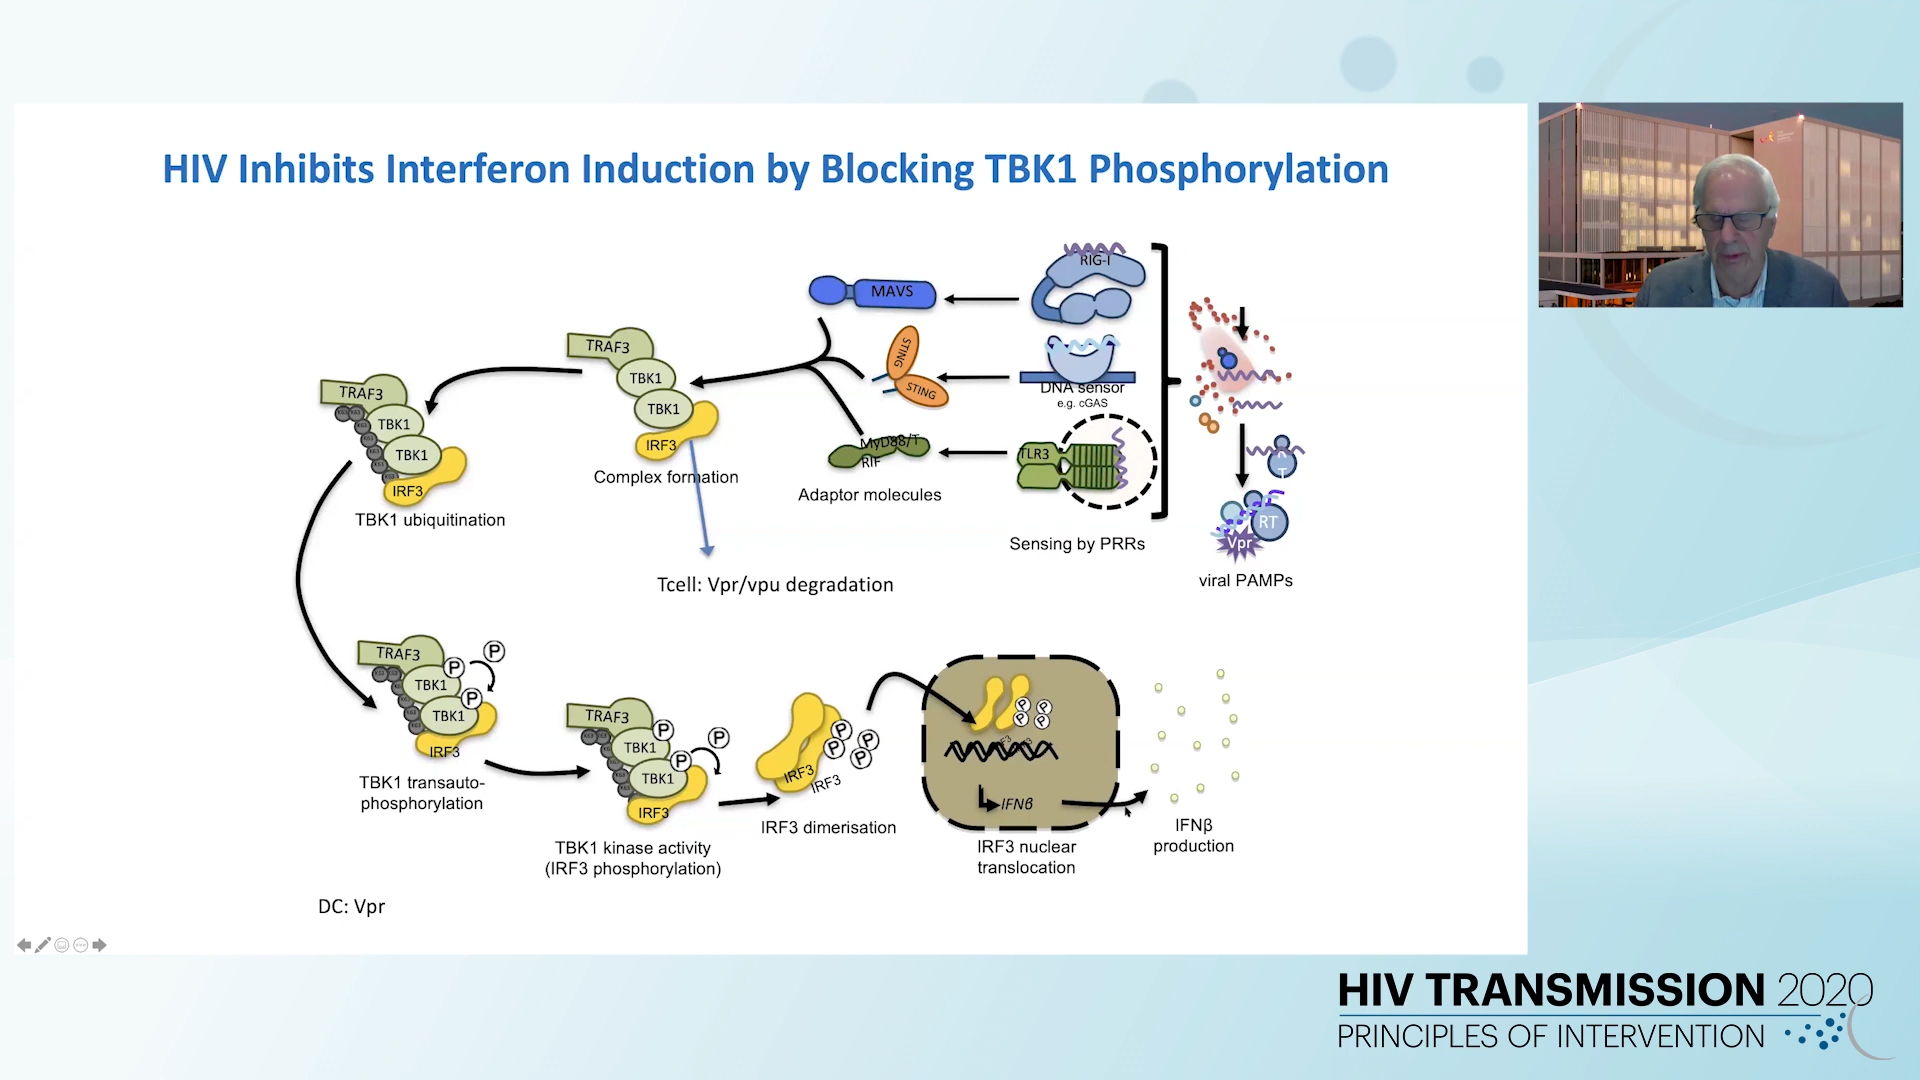 HIV Inhibits Interferon Induction by Blocking TBK1 Phosphorylation
RIG-I
MAVS
STING
STING
DNA sensor
e.g. cGAS
MyD88/T
RIF
TLR3
Adaptor molecules
Sensing by PRRs
RT
Vpr
viral PAMPs
TRAF3
TBK1
TBK1
IRF3
Complex formation
TRAF3
TBK1
TBK1
IRF3
TBK1 ubiquitination
Tcell: Vpr/vpu degradation
TRAF3
P
P
TBK1
P
TBK1
IRF3
TBK1 transauto-
phosphorylation
TRAF3
P
P
TBK1
P
TBK1
IRF3
TBK1 kinase activity
(IRF3 phosphorylation)
P
P
P
P
IRF3
IRF3
IRF3 dimerisation
P
P
P
P
IFNβ
IRF3 nuclear
translocation
IFNβ
production
DC: Vpr
HIV TRANSMISSION 2020
PRINCIPLES OF INTERVENTION